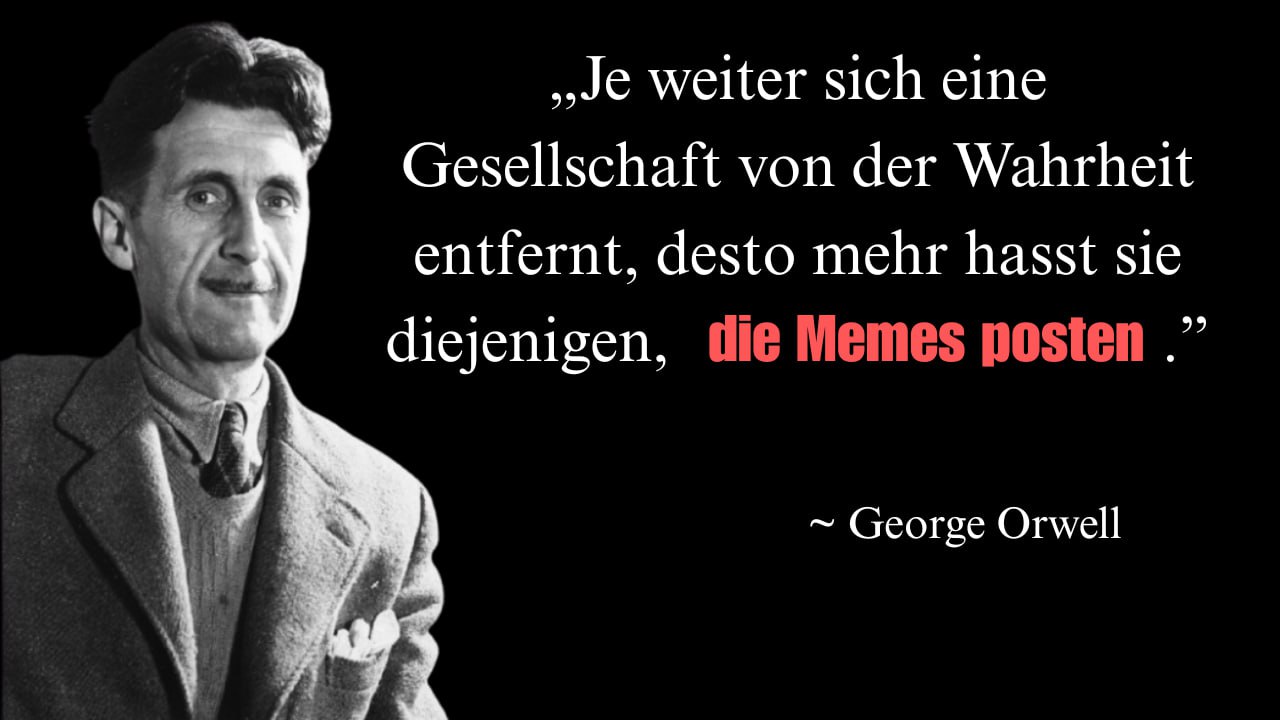 „Je weiter sich eine
Gesellschaft von der Wahrheit
entfernt, desto mehr hasst sie
diejenigen, die Memes posten .”
~ George Orwell